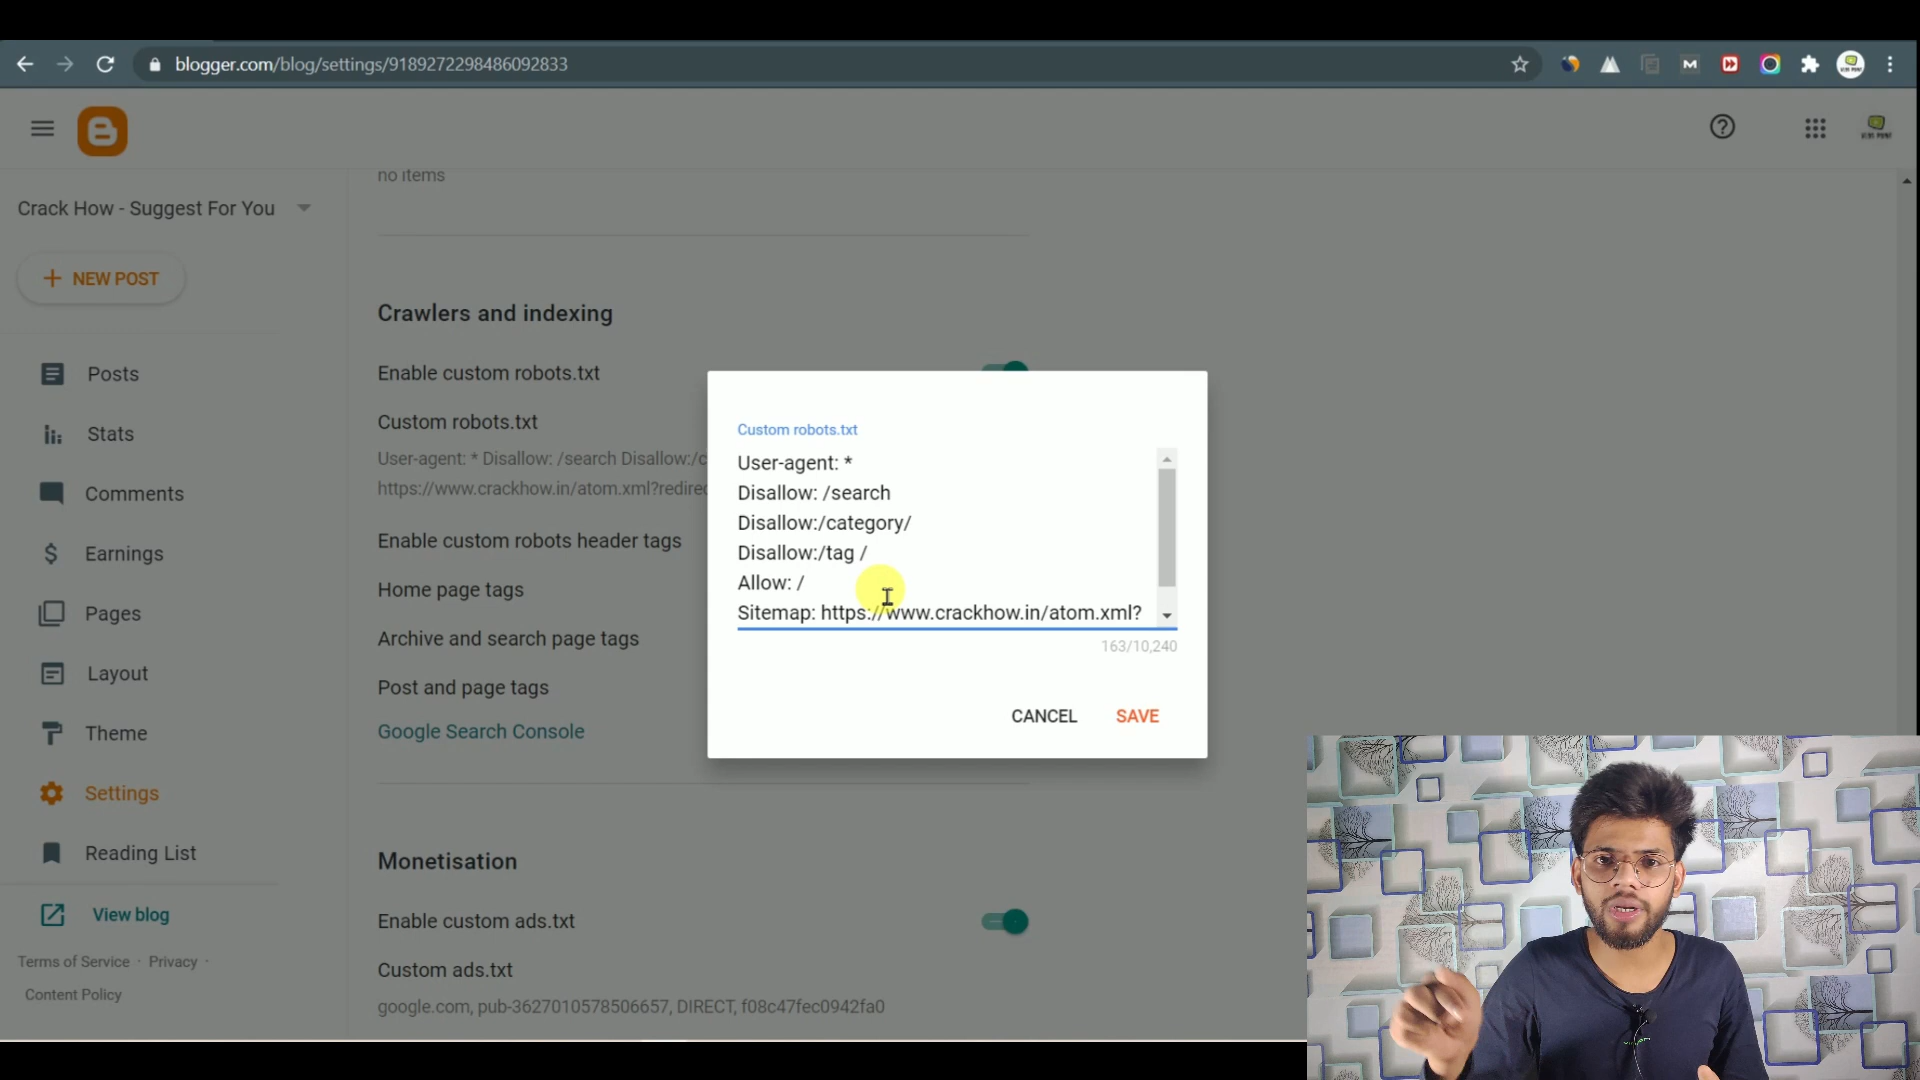 blogger.com/blog/settings/9189272298486092833
Crack How - Suggest For You
NEW POST
Posts
Stats
Comments
Earnings
Pages
Layout
Theme
Settings
Reading List
View blog
Terms of Service · Privacy ·
Content Policy
no items
Crawlers and indexing
Enable custom robots.txt
Custom robots.txt
User-agent: * Disallow: /search Disallow:/c
https://www.crackhow.in/atom.xml?redirec
Enable custom robots header tags
Home page tags
Archive and search page tags
Post and page tags
Google Search Console
Monetisation
Enable custom ads.txt
Custom ads.txt
google.com, pub-3627010578506657, DIRECT, f08c47fec0942fa0
Custom robots.txt
User-agent: *
Disallow: /search
Disallow:/category/
Disallow:/tag /
Allow: /
Sitemap: https://www.crackhow.in/atom.xml?
163/10,240
CANCEL
SAVE